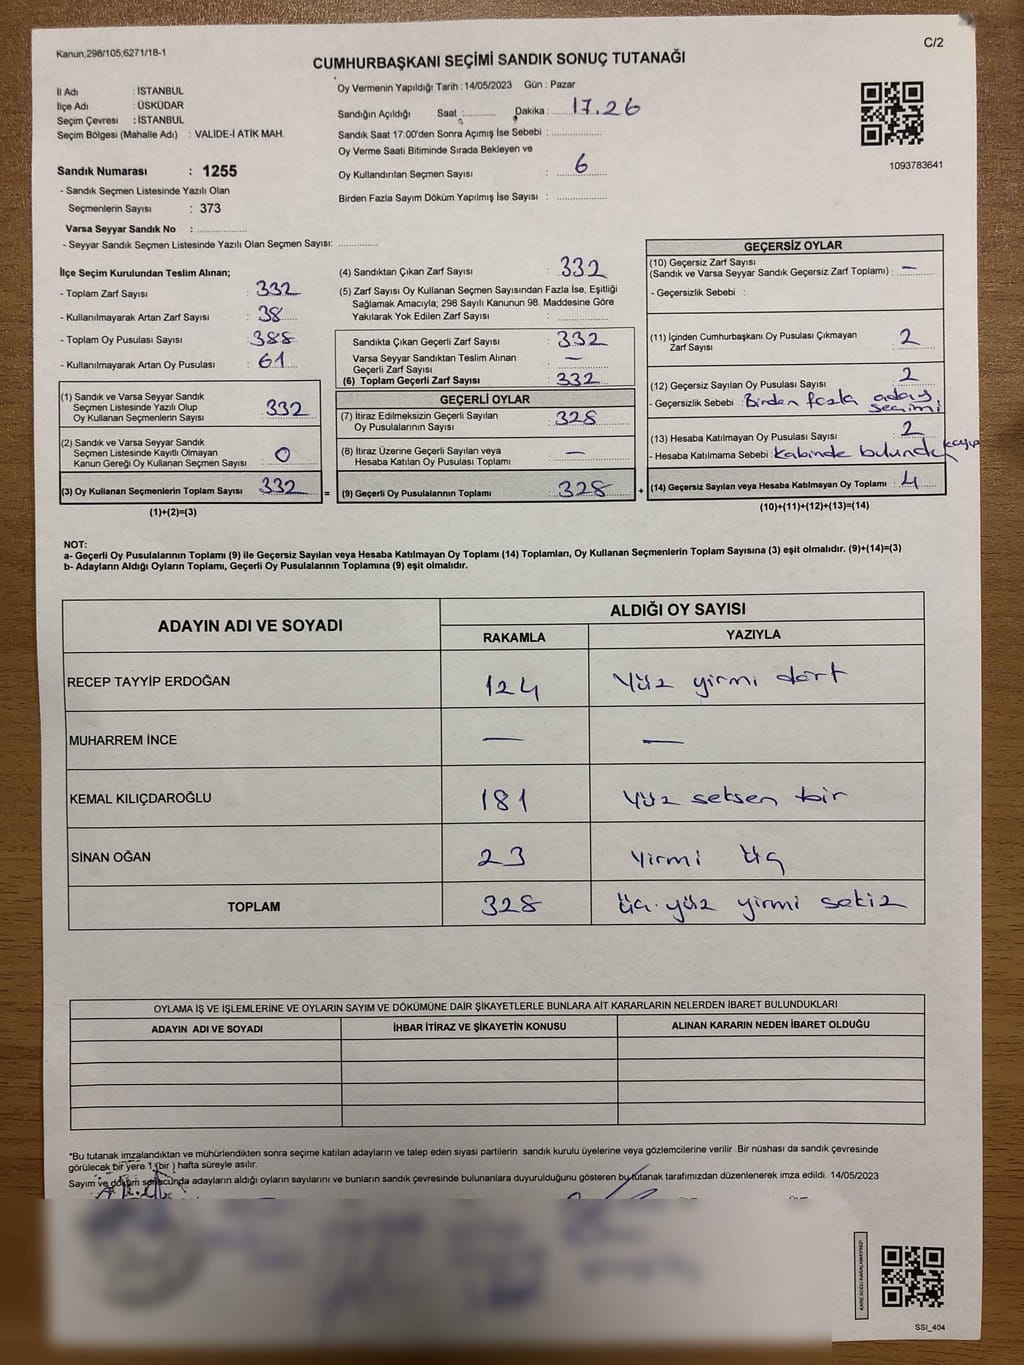 Kanun;298/105,6271/18-1
C/2
CUMHURBAŞKANI SEÇİMİ SANDIK SONUÇ TUTANAĞI
İl Adı : İSTANBUL
İlçe Adı : ÜSKÜDAR
Seçim Çevresi : İSTANBUL
Seçim Bölgesi (Mahalle Adı) : VALİDE-İ ATİK MAH.
Sandık Numarası : 1255
- Sandık Seçmen Listesinde Yazılı Olan
Seçmenlerin Sayısı : 373
Varsa Seyyar Sandık No : ..............
- Seyyar Sandık Seçmen Listesinde Yazılı Olan Seçmen Sayısı: ............
Oy Vermenin Yapıldığı Tarih : 14/05/2023 Gün : Pazar
Sandığın Açıldığı Saat :.......... Dakika : 17.26
Sandık Saat 17:00'den Sonra Açımış İse Sebebi : ...............
Oy Verme Saati Bitiminde Sırada Bekleyen ve
Oy Kullandırılan Seçmen Sayısı : 6
Birden Fazla Sayım Döküm Yapılmış İse Sayısı : ...............
1093783641
İlçe Seçim Kurulundan Teslim Alınan;
- Toplam Zarf Sayısı : 332
- Kullanılmayarak Artan Zarf Sayısı : 38
- Toplam Oy Pusulası Sayısı : 388
- Kullanılmayarak Artan Oy Pusulası : 61
(1) Sandık ve Varsa Seyyar Sandık
Seçmen Listesinde Yazılı Olup
Oy Kullanan Seçmenlerin Sayısı : 332
(2) Sandık ve Varsa Seyyar Sandık
Seçmen Listesinde Kayıtlı Olmayan
Kanun Gereği Oy Kullanan Seçmen Sayısı : 0
(3) Oy Kullanan Seçmenlerin Toplam Sayısı : 332 =
(1)+(2)=(3)
(4) Sandıktan Çıkan Zarf Sayısı : 332
(5) Zarf Sayısı Oy Kullanan Seçmen Sayısından Fazla İse, Eşitliği
Sağlamak Amacıyla; 298 Sayılı Kanunun 98. Maddesine Göre
Yakılarak Yok Edilen Zarf Sayısı : ...............
Sandıkta Çıkan Geçerli Zarf Sayısı : 332
Varsa Seyyar Sandıktan Teslim Alınan
Geçerli Zarf Sayısı : —
(6) Toplam Geçerli Zarf Sayısı : 332
GEÇERLİ OYLAR
(7) İtiraz Edilmeksizin Geçerli Sayılan
Oy Pusulalarının Sayısı : 328
(8) İtiraz Üzerine Geçerli Sayılan veya
Hesaba Katılan Oy Pusulası Toplamı : —
(9) Geçerli Oy Pusulalarının Toplamı : 328 +
GEÇERSİZ OYLAR
(10) Geçersiz Zarf Sayısı
(Sandık ve Varsa Seyyar Sandık Geçersiz Zarf Toplamı) : —
- Geçersizlik Sebebi :
(11) İçinden Cumhurbaşkanı Oy Pusulası Çıkmayan
Zarf Sayısı : 2
(12) Geçersiz Sayılan Oy Pusulası Sayısı : 2
- Geçersizlik Sebebi : Birden fazla aday
seçimi
(13) Hesaba Katılmayan Oy Pusulası Sayısı : 2
- Hesaba Katılmama Sebebi : kabinde bulundu kayıp
(14) Geçersiz Sayılan veya Hesaba Katılmayan Oy Toplamı : 4
(10)+(11)+(12)+(13)=(14)
NOT:
a- Geçerli Oy Pusulalarının Toplamı (9) ile Geçersiz Sayılan veya Hesaba Katılmayan Oy Toplamı (14) Toplamları, Oy Kullanan Seçmenlerin Toplam Sayısına (3) eşit olmalıdır. (9)+(14)=(3)
b- Adayların Aldığı Oyların Toplamı, Geçerli Oy Pusulalarının Toplamına (9) eşit olmalıdır.
ADAYIN ADI VE SOYADI
ALDIĞI OY SAYISI
RAKAMLA YAZIYLA
RECEP TAYYİP ERDOĞAN 124 Yüz yirmi dört
MUHARREM İNCE — —
KEMAL KILIÇDAROĞLU 181 Yüz seksen bir
SİNAN OĞAN 23 Yirmi üç
TOPLAM 328 üç yüz yirmi sekiz
OYLAMA İŞ VE İŞLEMLERİNE VE OYLARIN SAYIM VE DÖKÜMÜNE DAİR ŞİKAYETLERLE BUNLARA AİT KARARLARIN NELERDEN İBARET BULUNDUKLARI
ADAYIN ADI VE SOYADI İHBAR İTİRAZ VE ŞİKAYETİN KONUSU ALINAN KARARIN NEDEN İBARET OLDUĞU
*Bu tutanak imzalandıktan ve mühürlendikten sonra seçime katılan adayların ve talep eden siyasi partilerin sandık kurulu üyelerine veya gözlemcilerine verilir .Bir nüshası da sandık çevresinde
görülecek bir yere 1 (bir ) hafta süreyle asılır.
Sayım ve döküm sonucunda adayların aldığı oyların sayılarını ve bunların sandık çevresinde bulunanlara duyurulduğunu gösteren bu tutanak tarafımızdan düzenlenerek imza edildi. 14/05/2023
KARE KODU KARALAMAYINIZ!
SSI_404